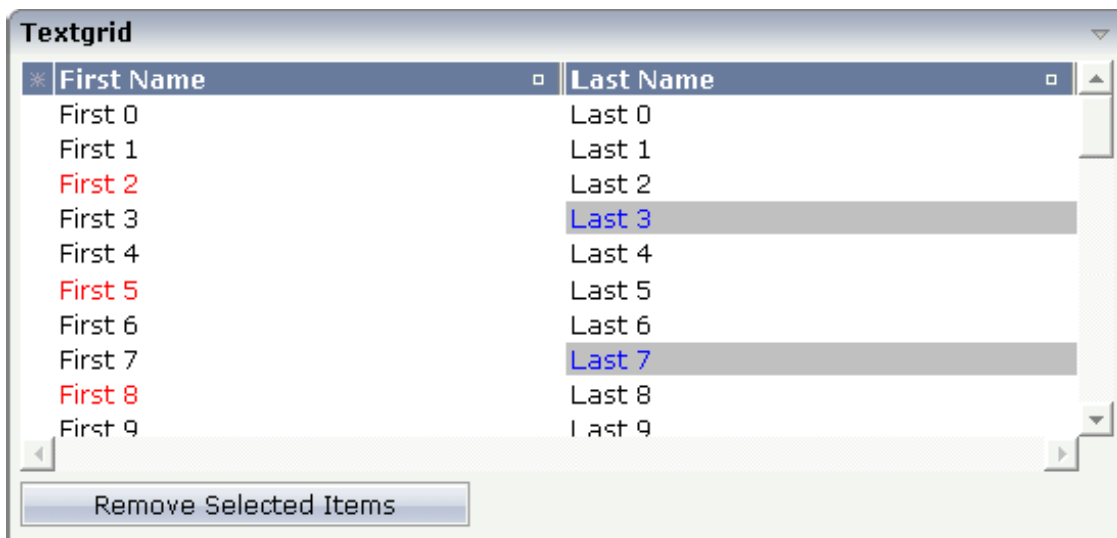 Textgrid
First Name Last Name
First 0 Last 0
First 1 Last 1
First 2 Last 2
First 3 Last 3
First 4 Last 4
First 5 Last 5
First 6 Last 6
First 7 Last 7
First 8 Last 8
First 9 Last 9
Remove Selected Items